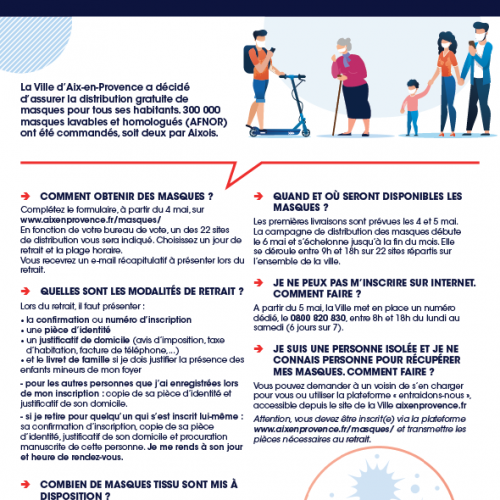 La Ville d'Aix-en-Provence a décidé
d'assurer la distribution gratuite de
masques pour tous ses habitants. 300 000
masques lavables et homologués (AFNOR)
ont été commandés, soit deux par Aixois.
➔ COMMENT OBTENIR DES MASQUES ?
Complétez le formulaire, à partir du 4 mai, sur
www.aixenprovence.fr/masques/
En fonction de votre bureau de vote, un des 22 sites
de distribution vous sera indiqué. Choisissez un jour de
retrait et la plage horaire.
Vous recevrez un e-mail récapitulatif à présenter lors du
retrait.
➔ QUELLES SONT LES MODALITÉS DE RETRAIT ?
Lors du retrait, il faut présenter :
• la confirmation ou numéro d'inscription
• une pièce d'identité
• un justificatif de domicile (avis d'imposition, taxe
d'habitation, facture de téléphone,...)
• et le livret de famille si je dois justifier la présence des
enfants mineurs de mon foyer
- pour les autres personnes que j'ai enregistrées lors
de mon inscription : copie de sa pièce d'identité et
justificatif de son domicile.
- si je retire pour quelqu'un qui s'est inscrit lui-même :
sa confirmation d'inscription, copie de sa pièce
d'identité, justificatif de son domicile et procuration
manuscrite de cette personne. Je me rends à son jour
et heure de rendez-vous.
➔ COMBIEN DE MASQUES TISSU SONT MIS À
DISPOSITION ?
➔ QUAND ET OÙ SERONT DISPONIBLES LES
MASQUES ?
Les premières livraisons sont prévues les 4 et 5 mai.
La campagne de distribution des masques débute
le 6 mai et s'échelonne jusqu'à la fin du mois. Elle
se déroule entre 9h et 18h sur 22 sites répartis sur
l'ensemble de la ville.
➔ JE NE PEUX PAS M'INSCRIRE SUR INTERNET.
COMMENT FAIRE ?
A partir du 5 mai, la Ville met en place un numéro
dédié, le 0800 820 830, entre 8h et 18h du lundi au
samedi (6 jours sur 7).
➔ JE SUIS UNE PERSONNE ISOLÉE ET JE NE
CONNAIS PERSONNE POUR RÉCUPÉRER
MES MASQUES. COMMENT FAIRE ?
Vous pouvez demander à un voisin de s'en charger
pour vous ou utiliser la plateforme « entraidons-nous »,
accessible depuis le site de la Ville aixenprovence.fr
Attention, vous devez être inscrit(e) via la plateforme
www.aixenprovence.fr/masques/ et transmettre les
pièces nécessaires au retrait.